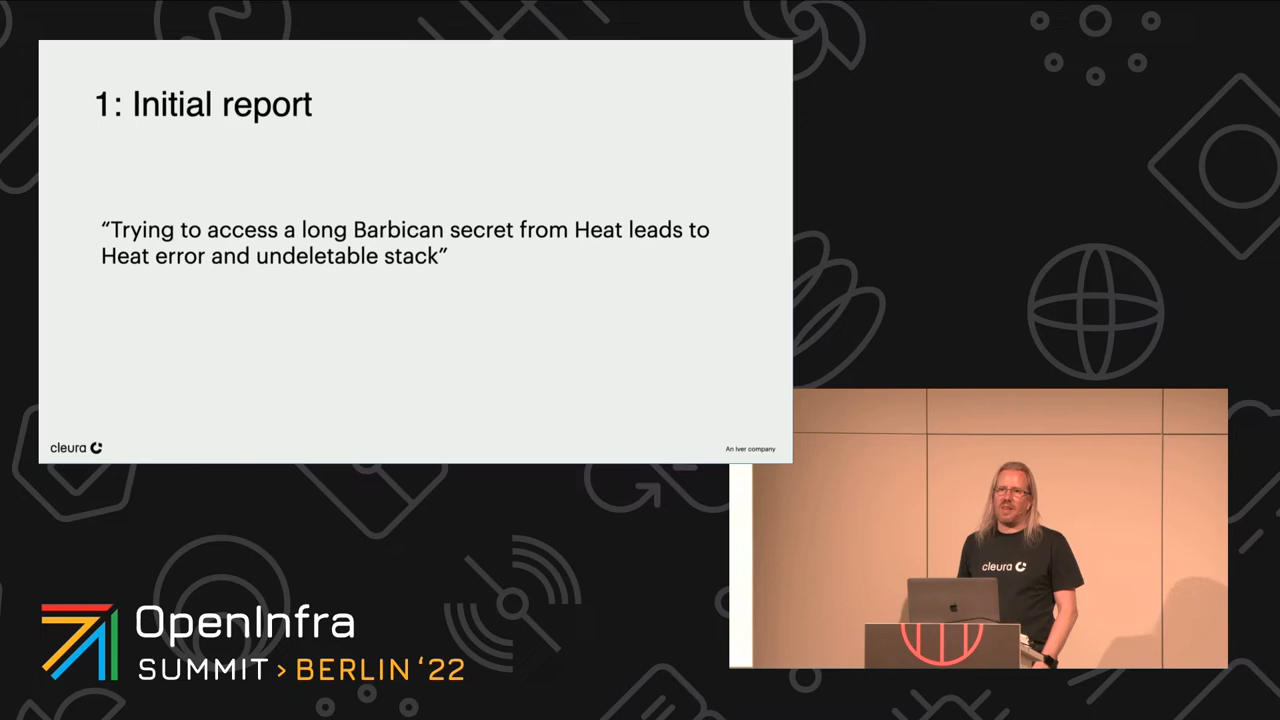 1: Initial report
“Trying to access a long Barbican secret from Heat leads to
Heat error and undeletable stack”
cleura
An Iver company
cleura
OpenInfra
SUMMIT > BERLIN ‘22